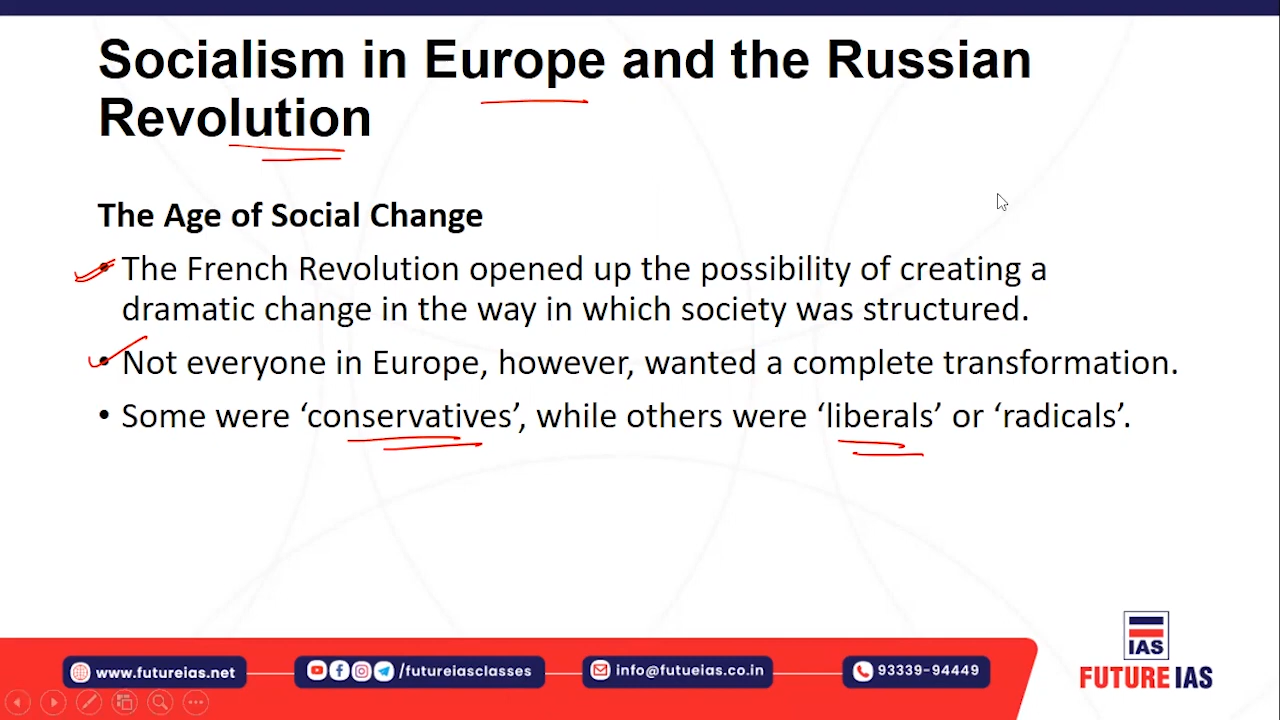 Socialism in Europe and the Russian
Revolution
The Age of Social Change
• The French Revolution opened up the possibility of creating a
dramatic change in the way in which society was structured.
• Not everyone in Europe, however, wanted a complete transformation.
• Some were ‘conservatives’, while others were ‘liberals’ or ‘radicals’.
www.futureias.net
/futureiasclasses
info@futueias.co.in
93339-94449
IAS
FUTURE IAS